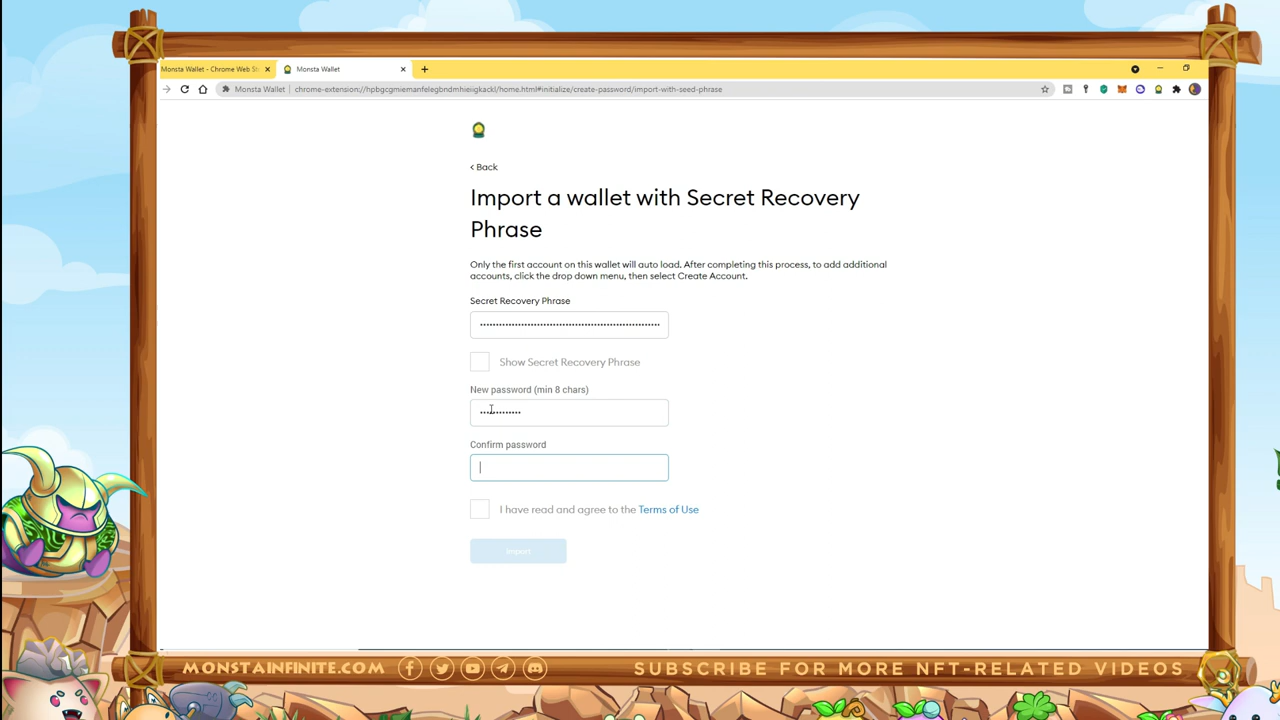 Monsta Wallet - Chrome Web St
Monsta Wallet
Monsta Wallet
chrome-extension://hpbgcgmiemanfelegbndmhieiigkackl/home.html#initialize/create-password/import-with-seed-phrase
< Back
Import a wallet with Secret Recovery
Phrase
Only the first account on this wallet will auto load. After completing this process, to add additional
accounts, click the drop down menu, then select Create Account.
Secret Recovery Phrase
Show Secret Recovery Phrase
New password (min 8 chars)
Confirm password
I have read and agree to the Terms of Use
Import
MONSTAINFINITE.COM
SUBSCRIBE FOR MORE NFT-RELATED VIDEOS